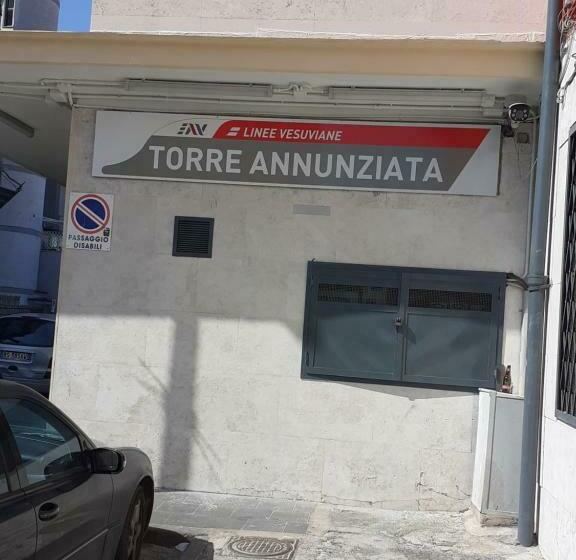 EAV LINEE VESUVIANE
TORRE ANNUNZIATA
PASSAGGIO
DISABILI